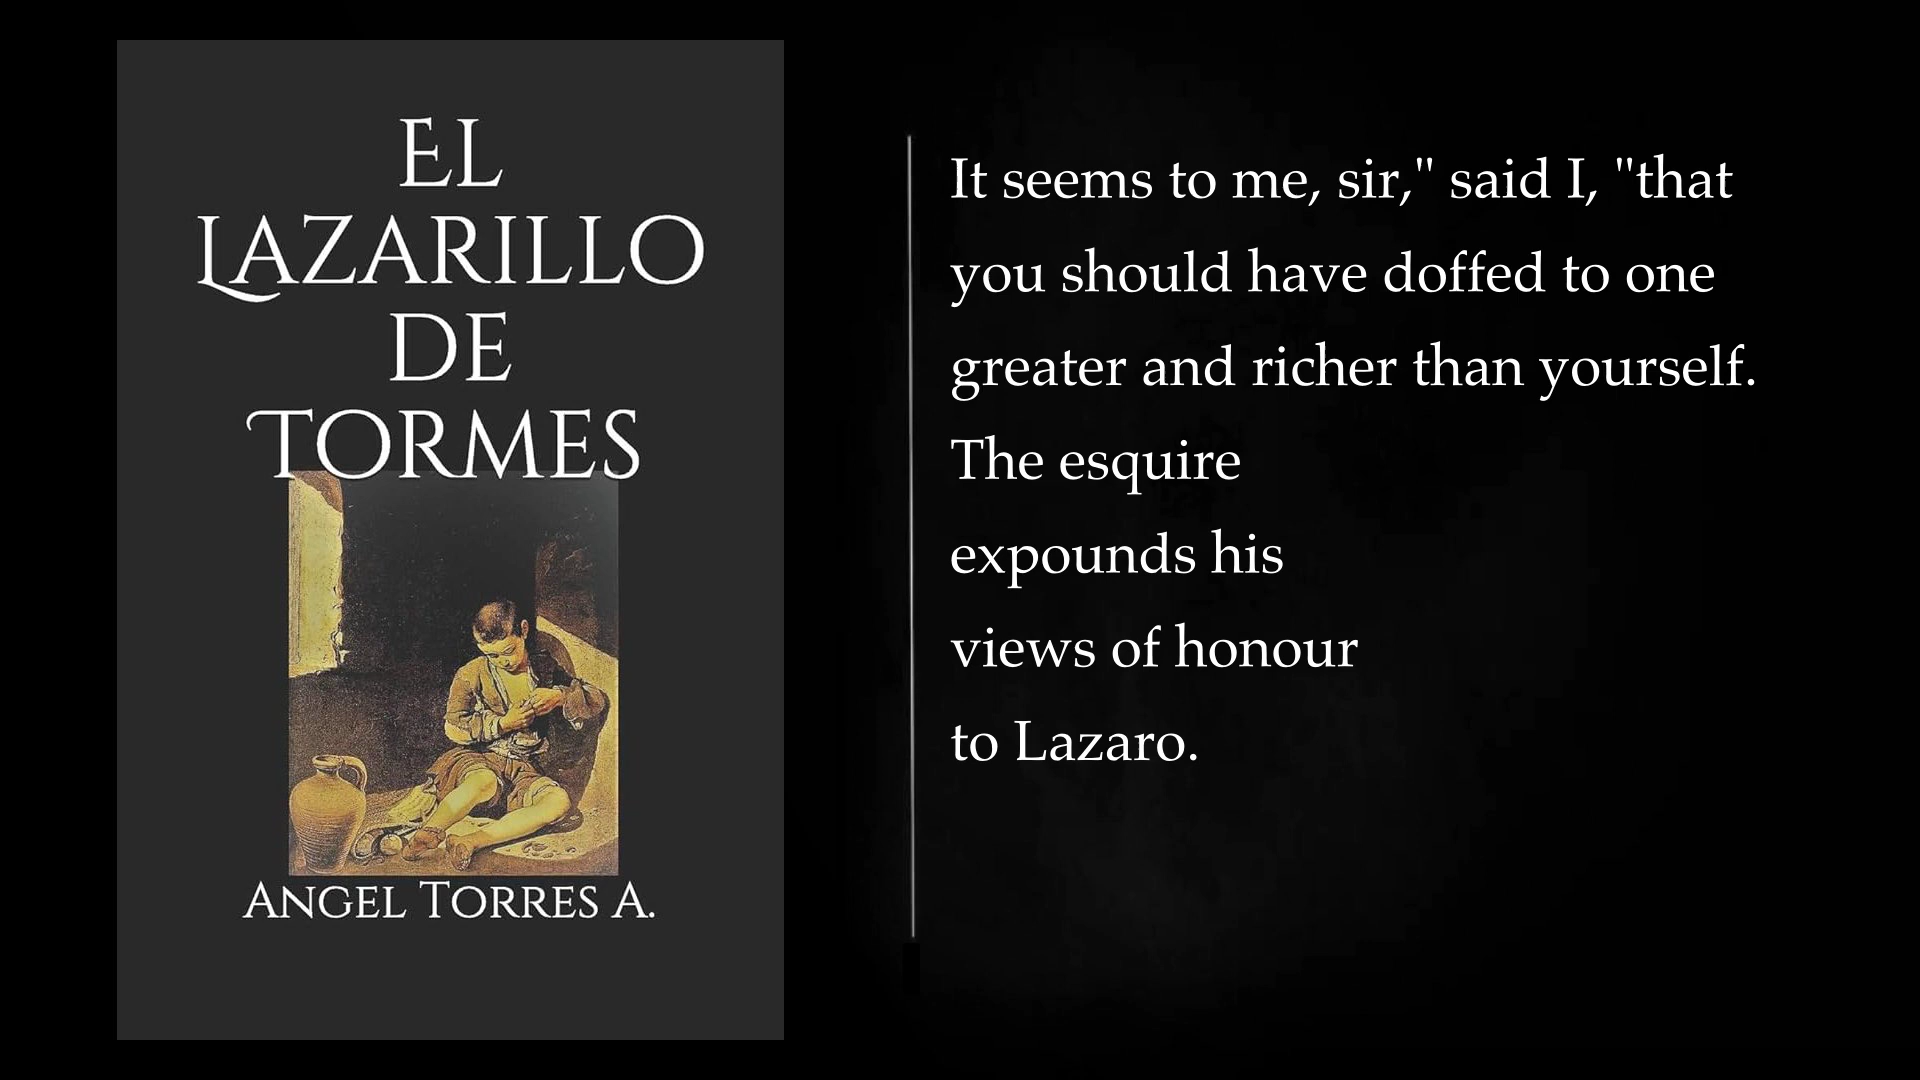 EL
LAZARILLO
DE
TORMES
ANGEL TORRES A.
It seems to me, sir," said I, "that
you should have doffed to one
greater and richer than yourself.
The esquire
expounds his
views of honour
to Lazaro.